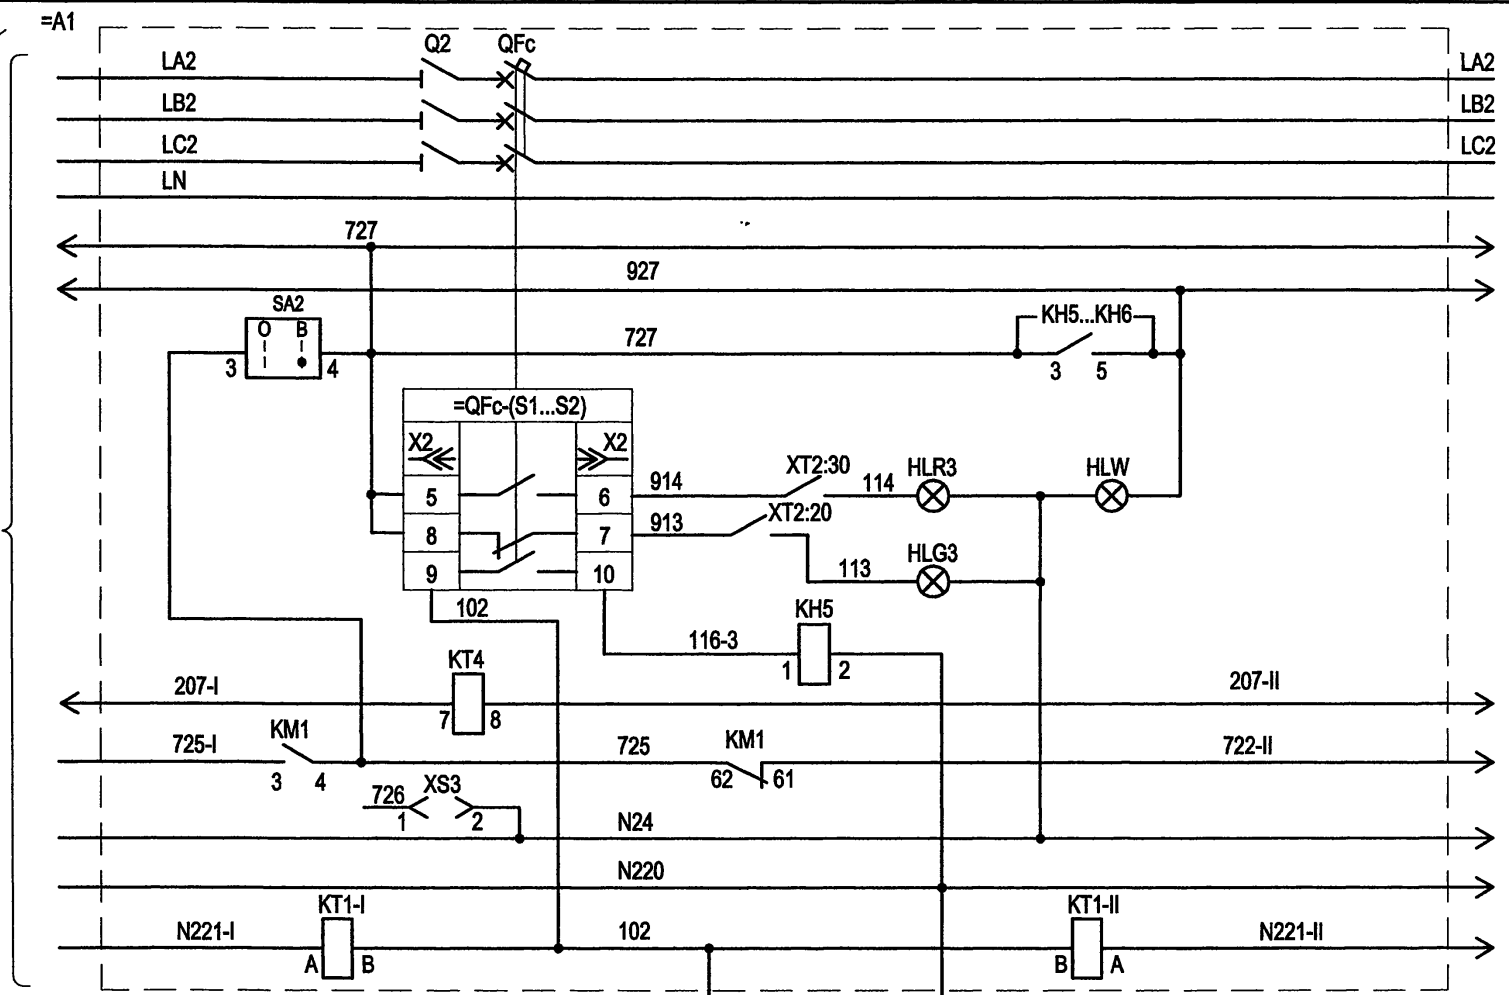 =A1
Q2 QFc
LA2 LA2
LB2 LB2
LC2 LC2
LN
727
927
SA2
O B
3 4
727
KH5...KH6
3 5
=QFc-(S1...S2)
X2 X2
5 6
8 7
9 10
914 XT2:30 114 HLR3 HLW
913 XT2:20
113 HLG3
102
116-3 KH5
1 2
207-I KT4 207-II
7 8
725-I KM1 725 KM1 722-II
3 4 62 61
726 XS3
1 2
N24
N220
N221-I KT1-I 102 KT1-II N221-II
A B B A